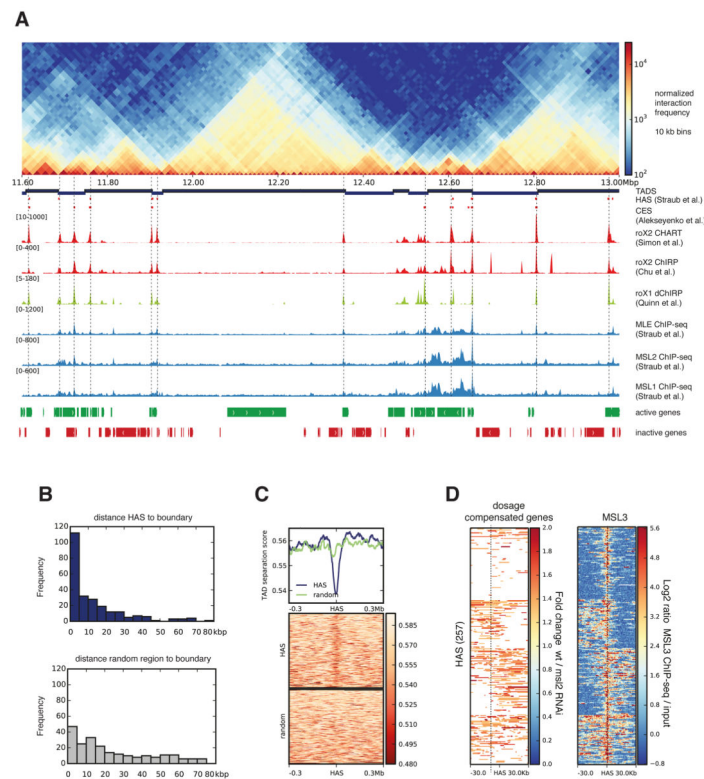 A
10⁴
normalized
interaction
frequency
10³
10 kb bins
10²
11.60
11.80
12.00
12.20
12.40
12.60
12.80
13.00Mbp
TADS
HAS (Straub et al.)
CES
(Alekseyenko et al.)
[10-1000]
roX2 CHART
(Simon et al.)
[0-400]
roX2 ChIRP
(Chu et al.)
[5-180]
roX1 dChIRP
(Quinn et al.)
[0-1200]
MLE ChIP-seq
(Straub et al.)
[0-800]
MSL2 ChIP-seq
(Straub et al.)
[0-600]
MSL1 ChIP-seq
(Straub et al.)
active genes
inactive genes
B
distance HAS to boundary
Frequency
120
100
80
60
40
20
0
0 10 20 30 40 50 60 70 80kbp
distance random region to boundary
Frequency
120
100
80
60
40
20
0
0 10 20 30 40 50 60 70 80kbp
C
TAD separation score
0.56
0.55
0.54
HAS
random
-0.3 HAS 0.3Mb
HAS
random
0.585
0.570
0.555
0.540
0.525
0.510
0.495
0.480
-0.3 HAS 0.3Mb
D
dosage
compensated genes
HAS (257)
2.0
1.8
1.6
1.4
1.2
1.0
0.8
0.6
0.4
0.2
0.0
Fold change wt / msl2 RNAi
-30.0 HAS 30.0Kb
MSL3
5.6
4.8
4.0
3.2
2.4
1.6
0.8
0.0
−0.8
Log2 ratio MSL3 ChIP-seq / input
-30.0 HAS 30.0Kb